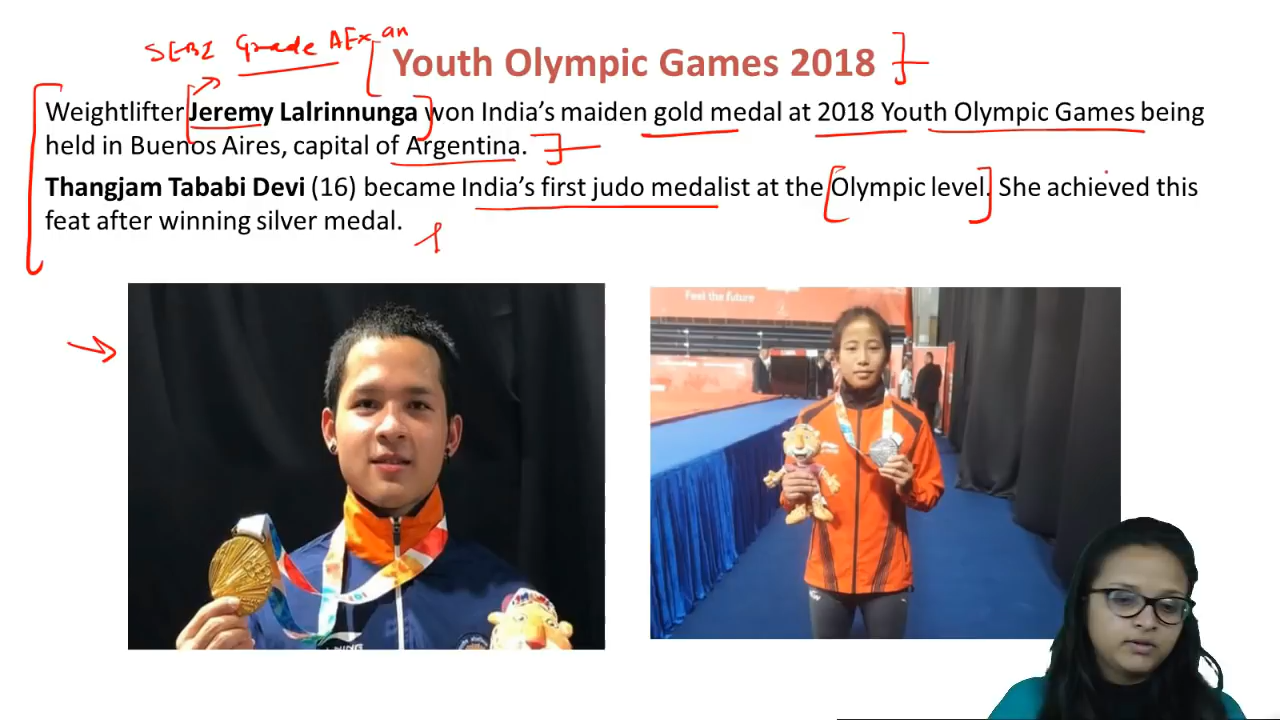 SEBI Grade A Exam
Youth Olympic Games 2018
Weightlifter Jeremy Lalrinnunga won India’s maiden gold medal at 2018 Youth Olympic Games being
held in Buenos Aires, capital of Argentina.
Thangjam Tababi Devi (16) became India’s first judo medalist at the Olympic level. She achieved this
feat after winning silver medal.
Feel the future